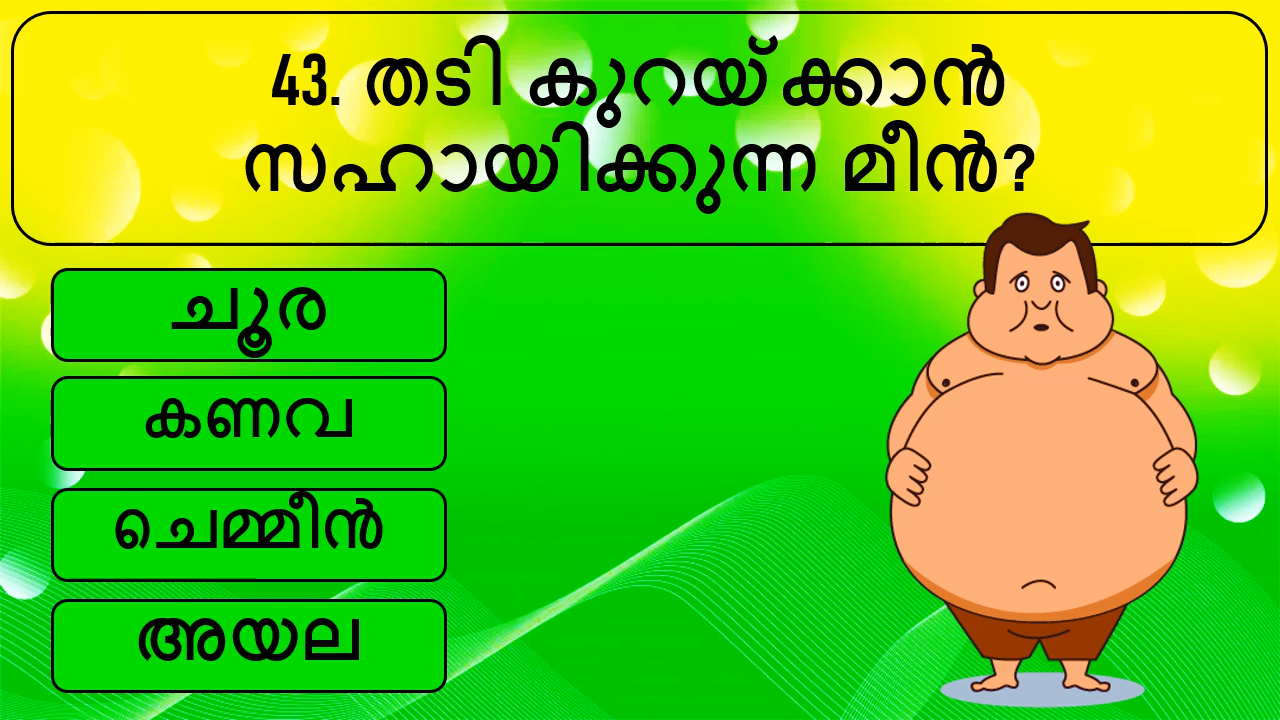 43. തടി കുറയ്ക്കാൻ
സഹായിക്കുന്ന മീൻ?
ചൂര
കണവ
ചെമ്മീൻ
അയല